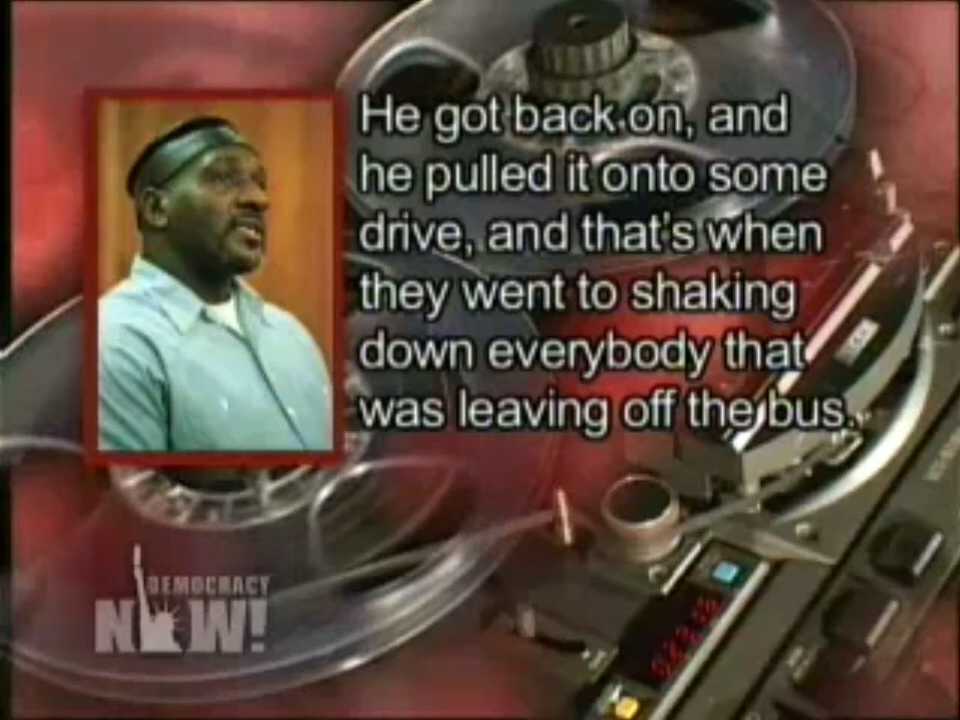 He got back on, and
he pulled it onto some
drive, and that's when
they went to shaking
down everybody that
was leaving off the bus.
DEMOCRACY
NOW!